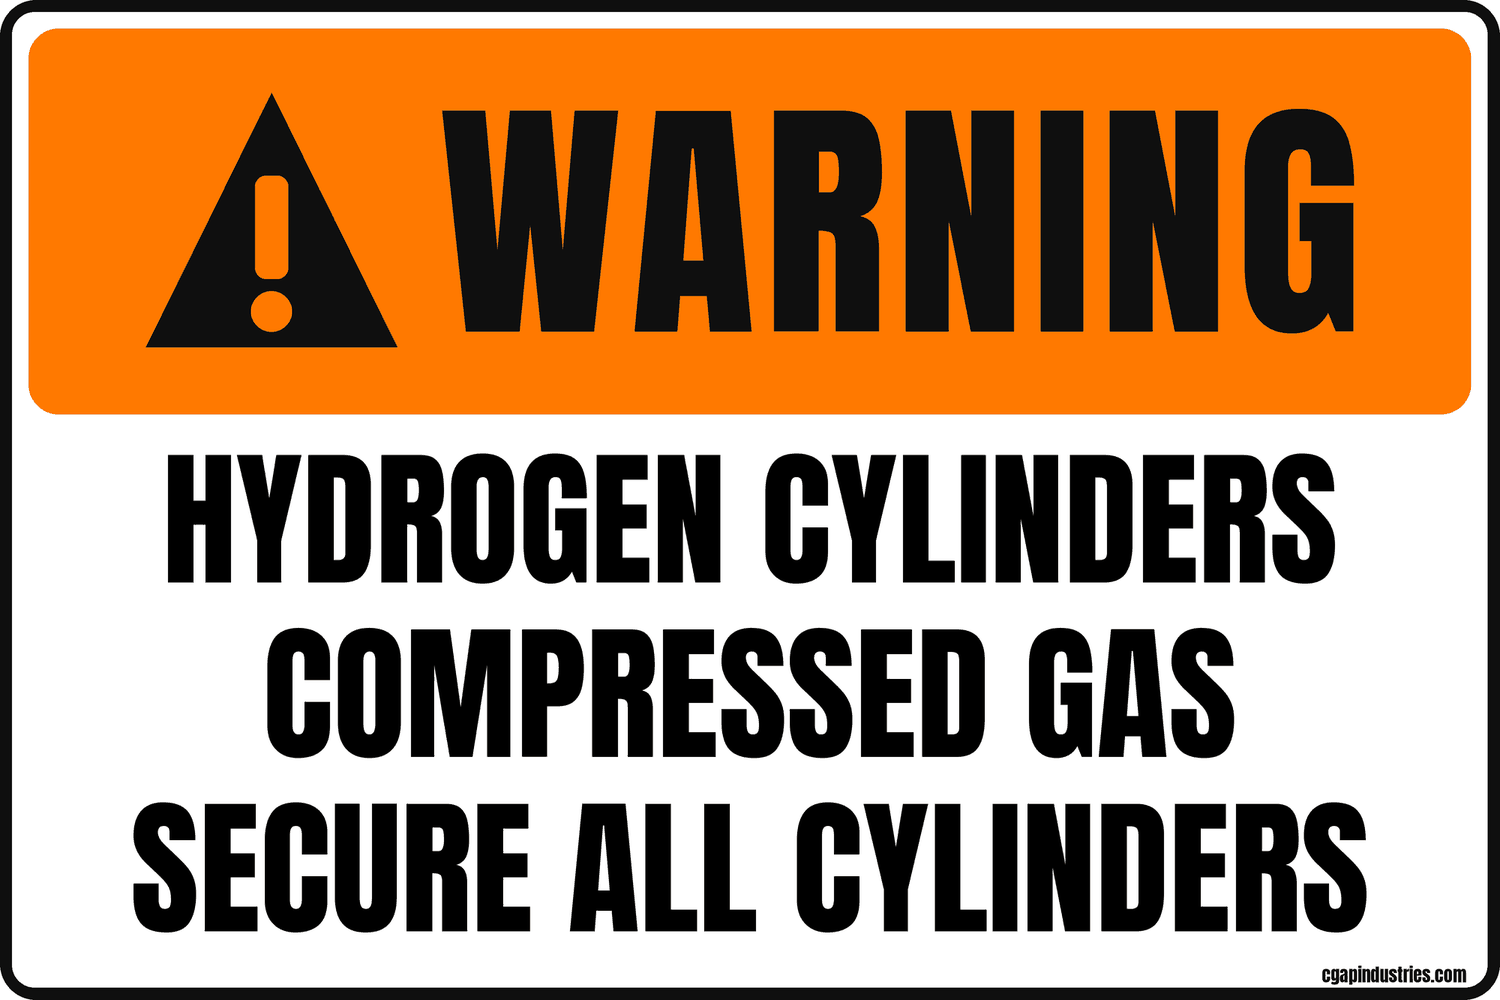 WARNING
HYDROGEN CYLINDERS
COMPRESSED GAS
SECURE ALL CYLINDERS
cgapindustries.com